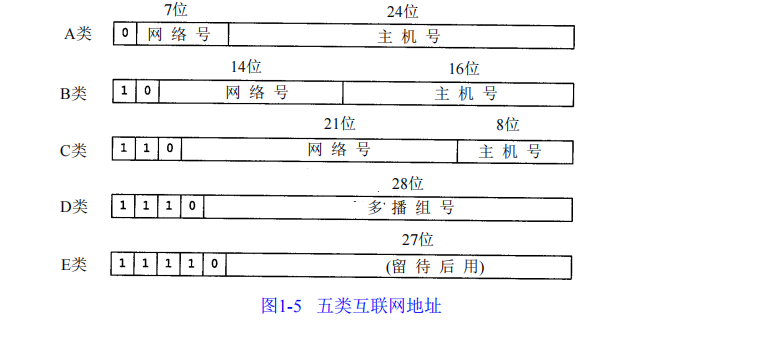 7位 24位
A类 0 网络号 主机号
14位 16位
B类 1 0 网络号 主机号
21位 8位
C类 1 1 0 网络号 主机号
28位
D类 1 1 1 0 多播组号
27位
E类 1 1 1 1 0 (留待后用)
图1-5 五类互联网地址